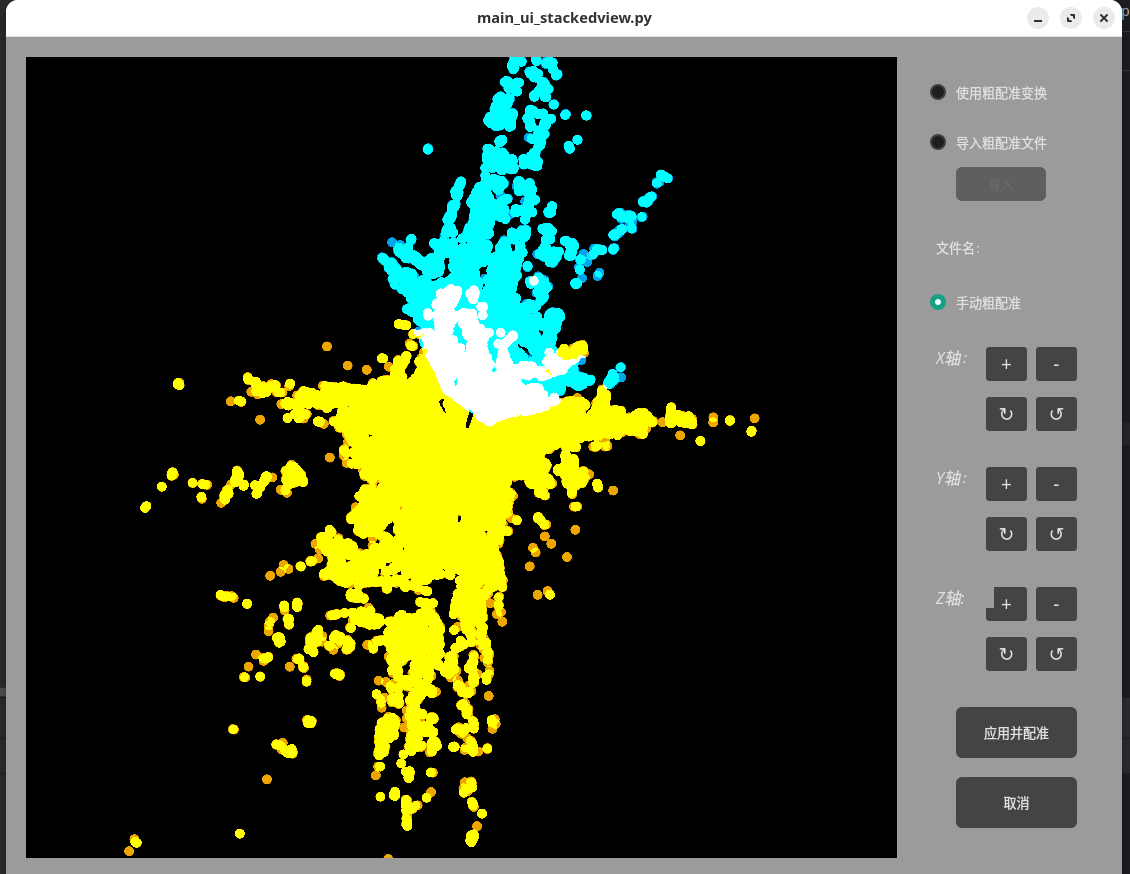 main_ui_stackedview.py
使用粗配准变换
导入粗配准文件
导入
文件名:
手动粗配准
X轴:
+ -
↻ ↺
Y轴:
+ -
↻ ↺
Z轴:
+ -
↻ ↺
应用并配准
取消